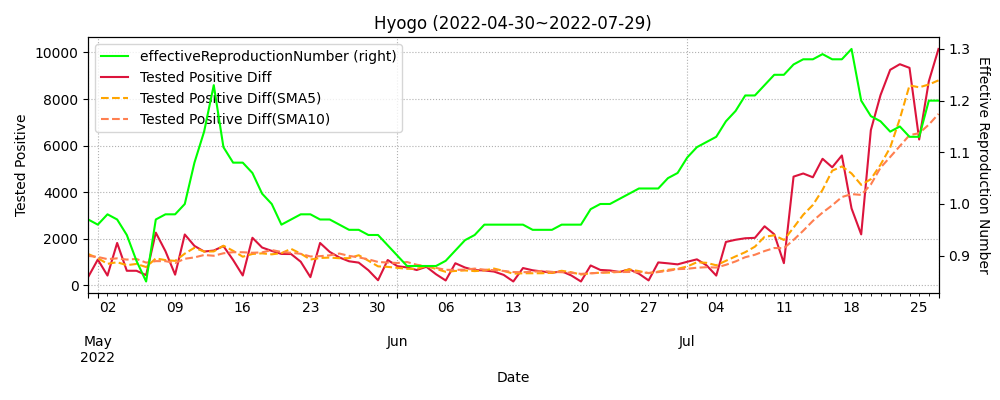 Hyogo (2022-04-30~2022-07-29)
effectiveReproductionNumber (right)
Tested Positive Diff
Tested Positive Diff(SMA5)
Tested Positive Diff(SMA10)
Tested Positive
10000
8000
6000
4000
2000
0
1.3
1.2
1.1
1.0
0.9
Effective Reproduction Number
02 09 16 23 30 06 13 20 27 04 11 18 25
May Jun Jul
2022
Date